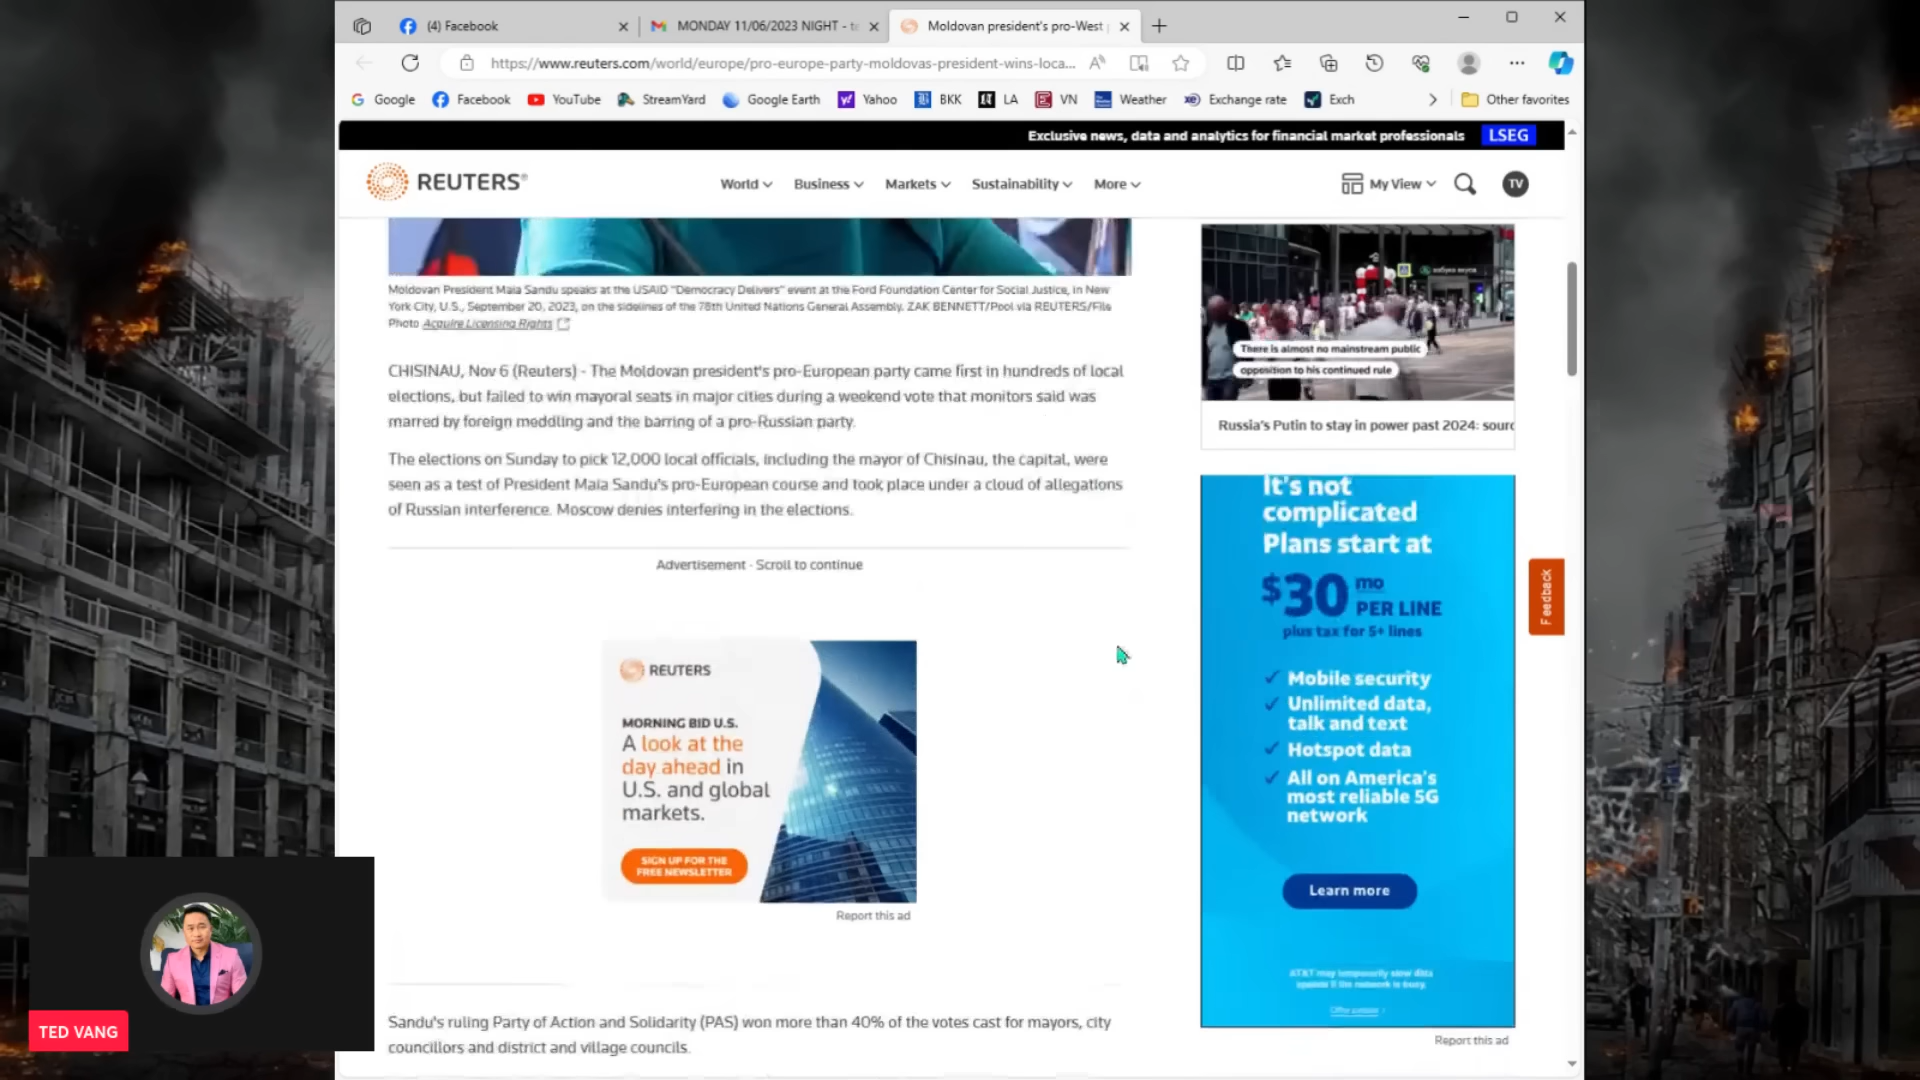 (4) Facebook
MONDAY 11/06/2023 NIGHT - te
Moldovan president's pro-West
https://www.reuters.com/world/europe/pro-europe-party-moldovas-president-wins-loca...
Google
Facebook
YouTube
StreamYard
Google Earth
Yahoo
BKK
LA
VN
Weather
Exchange rate
Exch
Other favorites
Exclusive news, data and analytics for financial market professionals LSEG
REUTERS®
World
Business
Markets
Sustainability
More
My View
TV
Moldovan President Maia Sandu speaks at the USAID "Democracy Delivers" event at the Ford Foundation Center for Social Justice, in New
York City, U.S., September 20, 2023, on the sidelines of the 78th United Nations General Assembly. ZAK BENNETT/Pool via REUTERS/File
Photo Acquire Licensing Rights
CHISINAU, Nov 6 (Reuters) - The Moldovan president's pro-European party came first in hundreds of local
elections, but failed to win mayoral seats in major cities during a weekend vote that monitors said was
marred by foreign meddling and the barring of a pro-Russian party.
The elections on Sunday to pick 12,000 local officials, including the mayor of Chisinau, the capital, were
seen as a test of President Maia Sandu's pro-European course and took place under a cloud of allegations
of Russian interference. Moscow denies interfering in the elections.
Advertisement · Scroll to continue
REUTERS
MORNING BID U.S.
A look at the
day ahead in
U.S. and global
markets.
SIGN UP FOR THE
FREE NEWSLETTER
Report this ad
Sandu's ruling Party of Action and Solidarity (PAS) won more than 40% of the votes cast for mayors, city
councillors and district and village councils.
There is almost no mainstream public
opposition to his continued rule
Russia's Putin to stay in power past 2024: sourc
It's not
complicated
Plans start at
$30 mo
PER LINE
plus tax for 5+ lines
Mobile security
Unlimited data,
talk and text
Hotspot data
All on America's
most reliable 5G
network
Learn more
AT&T may temporarily slow data
speeds if the network is busy.
Report this ad
Feedback
TED VANG